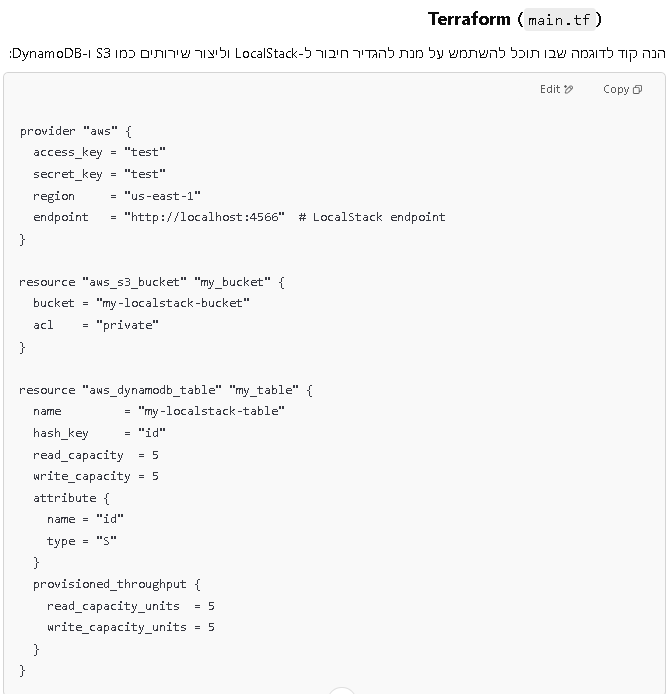 Terraform (main.tf)
הנה קוד לדוגמה שבו תוכל להשתמש על מנת להגדיר חיבור ל-LocalStack וליצור שירותים כמו S3 ו-DynamoDB:
Edit Copy
provider "aws" {
  access_key = "test"
  secret_key = "test"
  region     = "us-east-1"
  endpoint   = "http://localhost:4566"  # LocalStack endpoint
}
resource "aws_s3_bucket" "my_bucket" {
  bucket = "my-localstack-bucket"
  acl    = "private"
}
resource "aws_dynamodb_table" "my_table" {
  name         = "my-localstack-table"
  hash_key     = "id"
  read_capacity  = 5
  write_capacity = 5
  attribute {
    name = "id"
    type = "S"
  }
  provisioned_throughput {
    read_capacity_units  = 5
    write_capacity_units = 5
  }
}